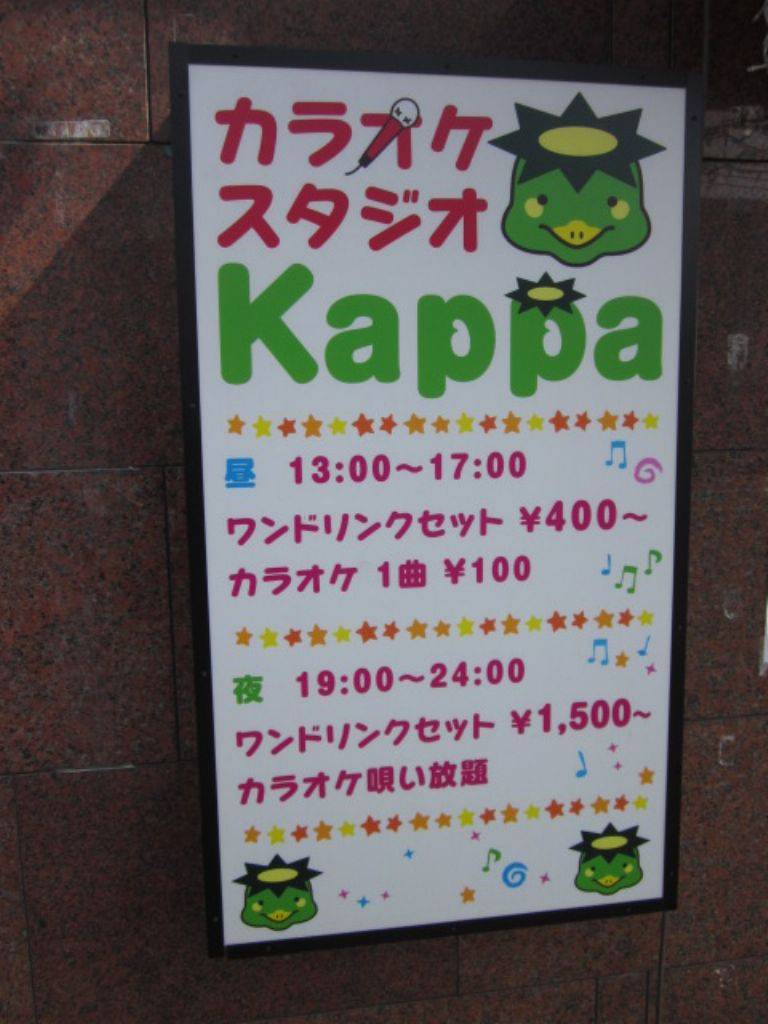 カラオケ
スタジオ
Kappa
昼 13:00～17:00
ワンドリンクセット ¥400～
カラオケ 1曲 ¥100
夜 19:00～24:00
ワンドリンクセット ¥1,500～
カラオケ唄い放題